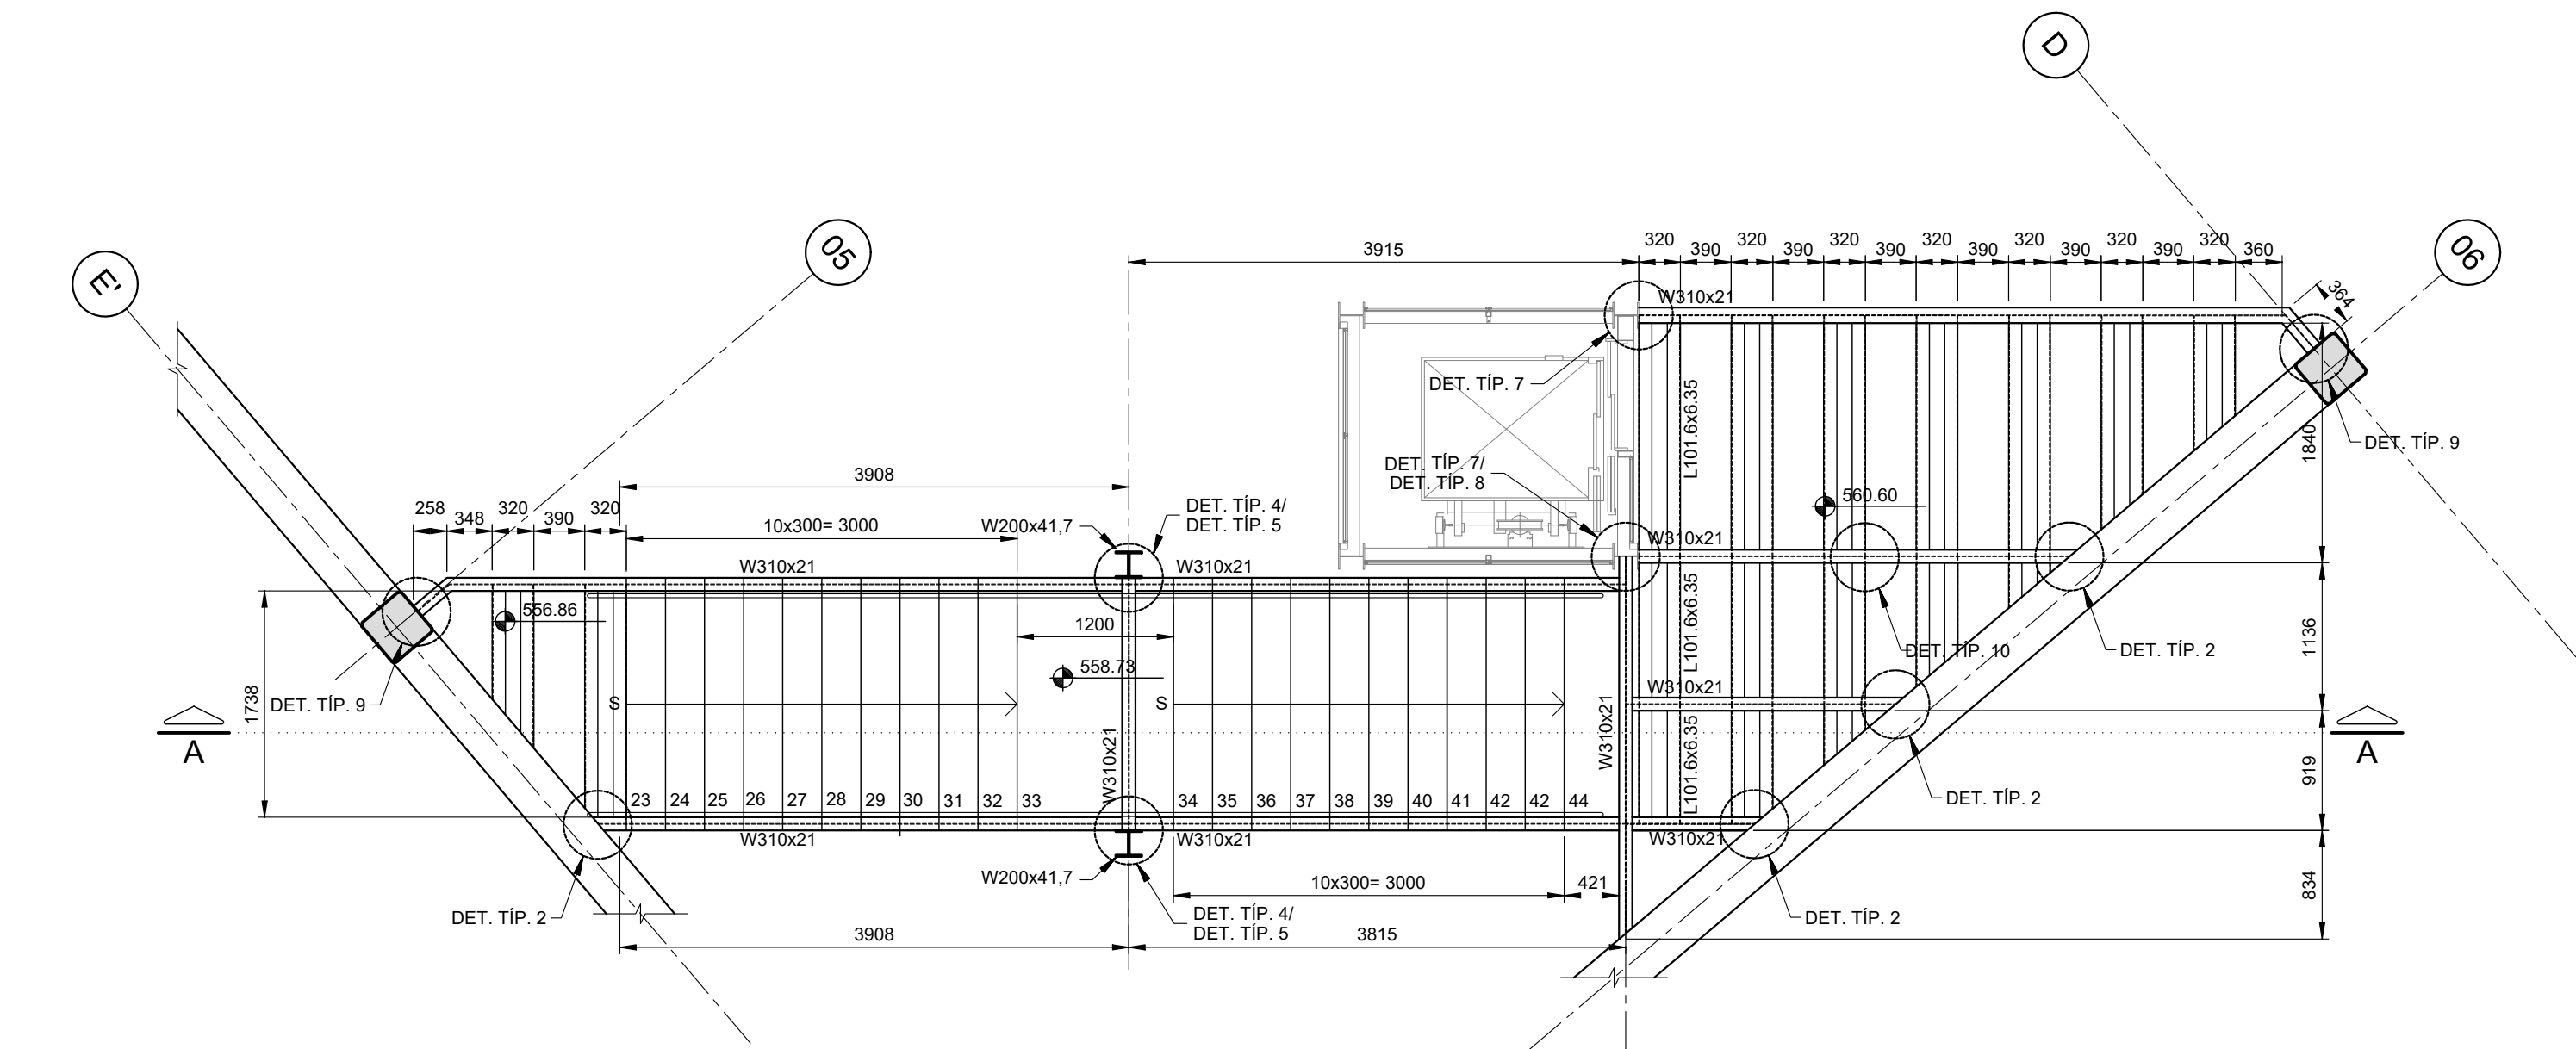 D
E'
05
06
3915
320
390
320
390
320
390
320
390
320
390
320
390
320
360
364
W310x21
DET. TÍP. 7
L101.6x6.35
1840
DET. TÍP. 9
DET. TÍP. 7/
DET. TÍP. 8
3908
258
348
320
390
320
10x300= 3000
W200x41,7
DET. TÍP. 4/
DET. TÍP. 5
560.60
W310x21
W310x21
W310x21
556.86
1200
558.73
L101.6x6.35
DET. TÍP. 10
DET. TÍP. 2
1136
1738
DET. TÍP. 9
S
S
W310x21
W310x21
W310x21
L101.6x6.35
A
A
919
DET. TÍP. 2
23
24
25
26
27
28
29
30
31
32
33
34
35
36
37
38
39
40
41
42
42
44
W310x21
W310x21
W310x21
W200x41,7
10x300= 3000
421
834
DET. TÍP. 2
DET. TÍP. 4/
DET. TÍP. 5
DET. TÍP. 2
3908
3815